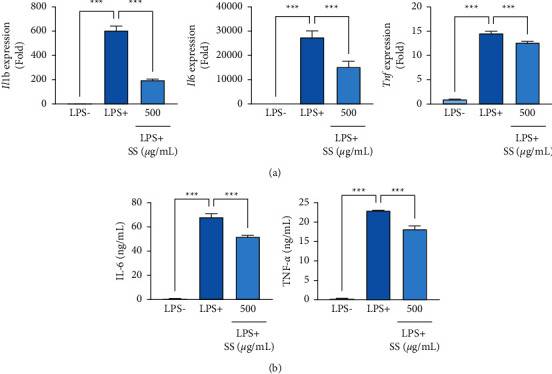 Il1b expression
(Fold)
800
600
400
200
0
***
***
LPS-
LPS+
500
LPS+
SS (µg/mL)
Il6 expression
(Fold)
40000
30000
20000
10000
0
***
***
LPS-
LPS+
500
LPS+
SS (µg/mL)
Tnf expression
(Fold)
20
15
10
5
0
***
***
LPS-
LPS+
500
LPS+
SS (µg/mL)
(a)
IL-6 (ng/mL)
80
60
40
20
0
***
***
LPS-
LPS+
500
LPS+
SS (µg/mL)
TNF-α (ng/mL)
25
20
15
10
5
0
***
***
LPS-
LPS+
500
LPS+
SS (µg/mL)
(b)